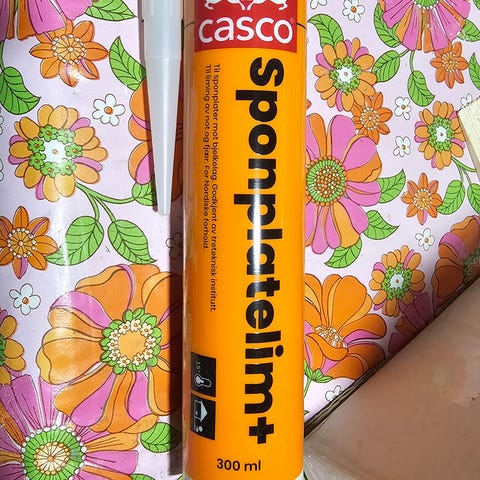 casco
sponplatelim+
Til sponplater mot bjelkelag. Godkjent av treteknisk institutt.
Til liming av not og fjær. For Nordiske forhold.
300 ml